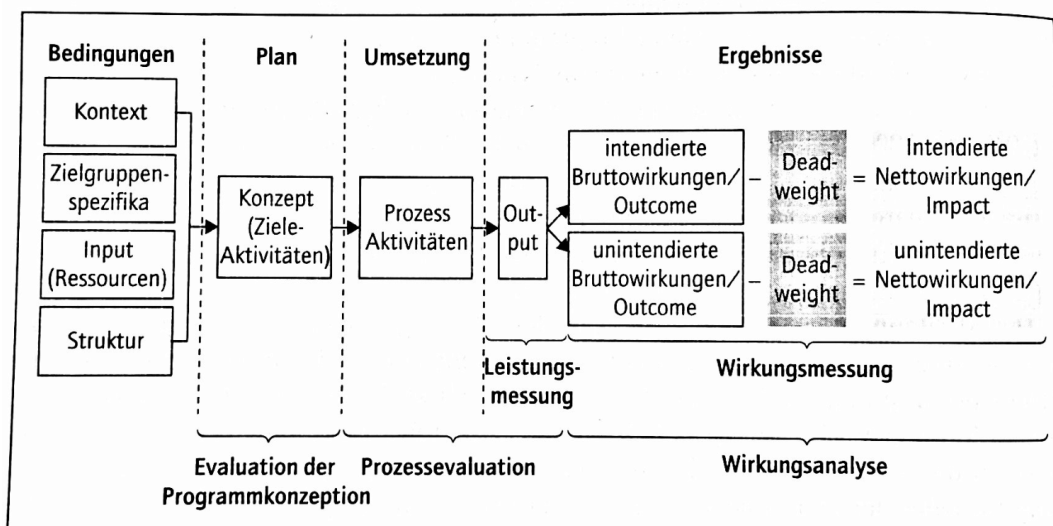 Bedingungen
Plan
Umsetzung
Ergebnisse
Kontext
Zielgruppen-
spezifika
Input
(Ressourcen)
Struktur
Konzept
(Ziele-
Aktivitäten)
Prozess
Aktivitäten
Out-
put
intendierte
Bruttowirkungen/
Outcome
–
Dead-
weight
=
Intendierte
Nettowirkungen/
Impact
unintendierte
Bruttowirkungen/
Outcome
–
Dead-
weight
=
unintendierte
Nettowirkungen/
Impact
Leistungs-
messung
Wirkungsmessung
Evaluation der
Programmkonzeption
Prozessevaluation
Wirkungsanalyse